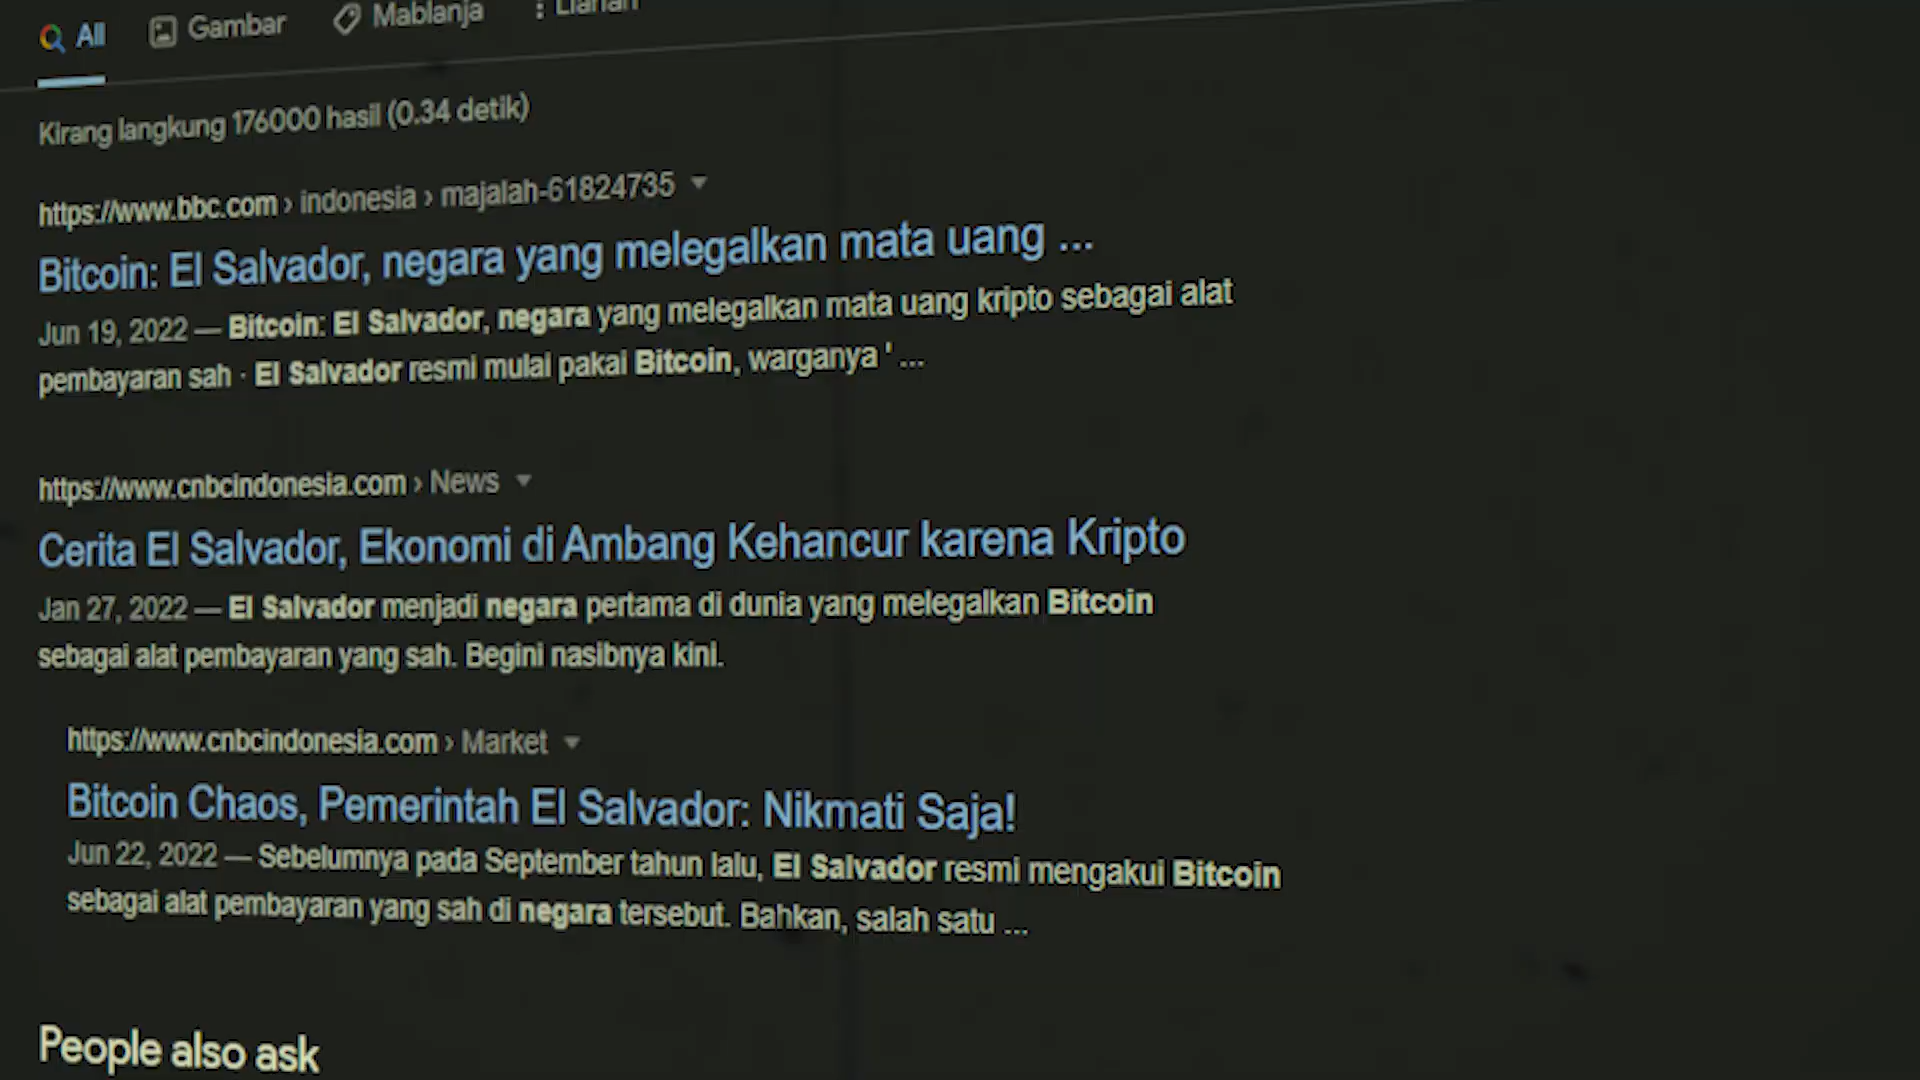 All Gambar Mablanja Lianan
Kirang langkung 176000 hasil (0.34 detik)
https://www.bbc.com › indonesia › majalah-61824735
Bitcoin: El Salvador, negara yang melegalkan mata uang ...
Jun 19, 2022 — Bitcoin: El Salvador, negara yang melegalkan mata uang kripto sebagai alat
pembayaran sah · El Salvador resmi mulai pakai Bitcoin, warganya ' ...
https://www.cnbcindonesia.com › News
Cerita El Salvador, Ekonomi di Ambang Kehancur karena Kripto
Jan 27, 2022 — El Salvador menjadi negara pertama di dunia yang melegalkan Bitcoin
sebagai alat pembayaran yang sah. Begini nasibnya kini.
https://www.cnbcindonesia.com › Market
Bitcoin Chaos, Pemerintah El Salvador: Nikmati Saja!
Jun 22, 2022 — Sebelumnya pada September tahun lalu, El Salvador resmi mengakui Bitcoin
sebagai alat pembayaran yang sah di negara tersebut. Bahkan, salah satu ...
People also ask